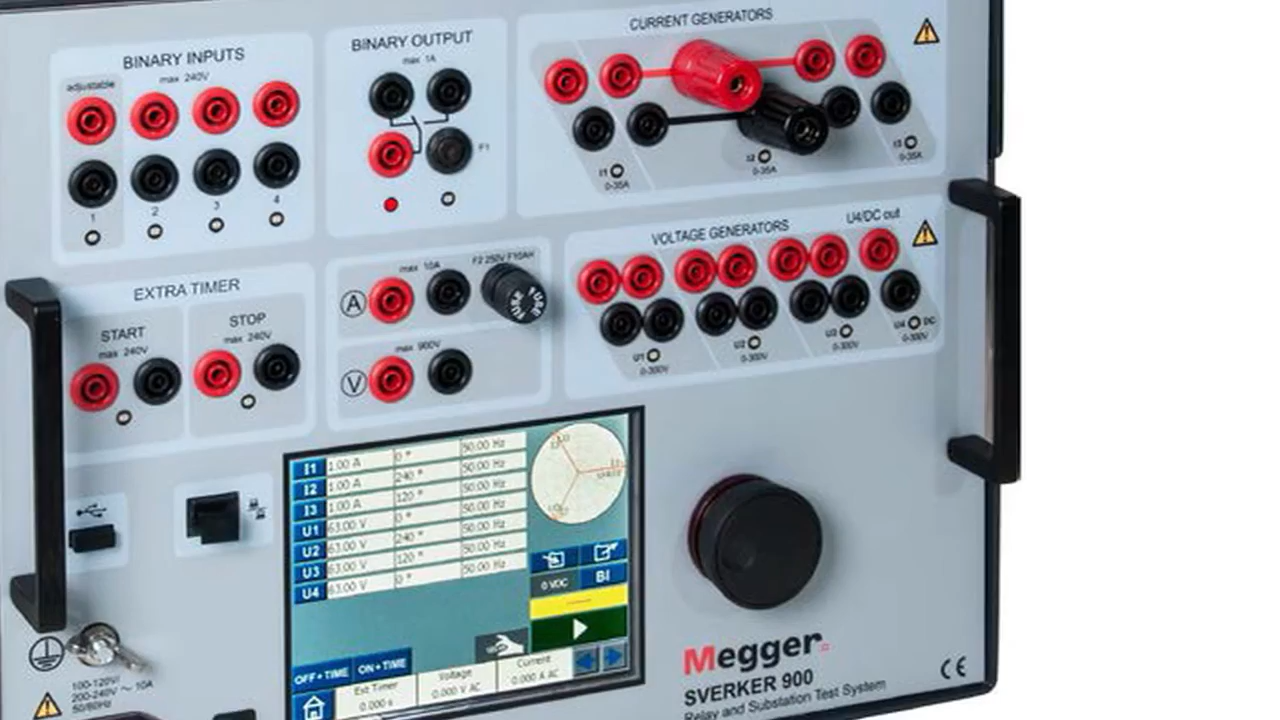 CURRENT GENERATORS
BINARY INPUTS
adjustable
max 240V
1
2
3
4
BINARY OUTPUT
max 1A
F1
I1
0-35A
I2
0-35A
I3
0-35A
VOLTAGE GENERATORS
U4/DC out
U1
0-300V
U2
0-300V
U3
0-300V
U4 DC
0-300V
EXTRA TIMER
START
max 240V
STOP
max 240V
A
max 10A
F2 250V F10AH
FUSE
FUSE
V
max 900V
I1 1.00 A 0 ° 50.00 Hz
I2 1.00 A 240 ° 50.00 Hz
I3 1.00 A 120 ° 50.00 Hz
U1 63.00 V 0 ° 50.00 Hz
U2 63.00 V 240 ° 50.00 Hz
U3 63.00 V 120 ° 50.00 Hz
U4 63.00 V 0 ° 50.00 Hz
0 VDC
BI
OFF+TIME ON+TIME
Ext Timer
0.000 s
Voltage
0.000 V AC
Current
0.000 A AC
100-120V/
200-240V ~ 10A
50/60Hz
Megger
SVERKER 900
Relay and Substation Test System
CE